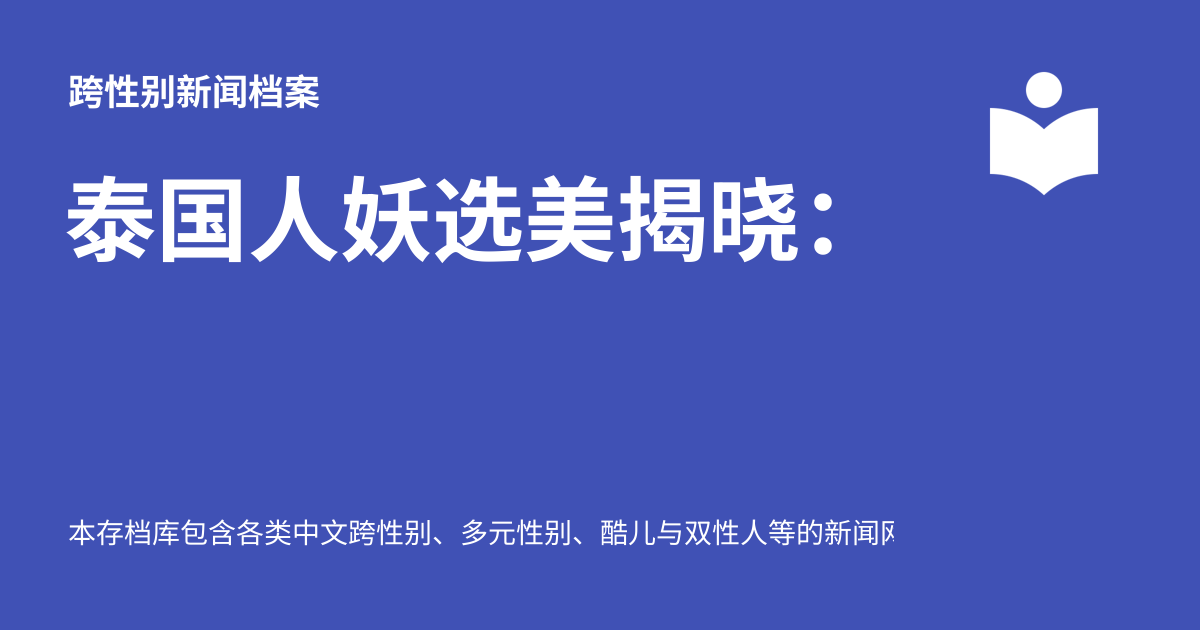 跨性别新闻档案
泰国人妖选美揭晓：
本存档库包含各类中文跨性别、多元性别、酷儿与双性人等的新闻